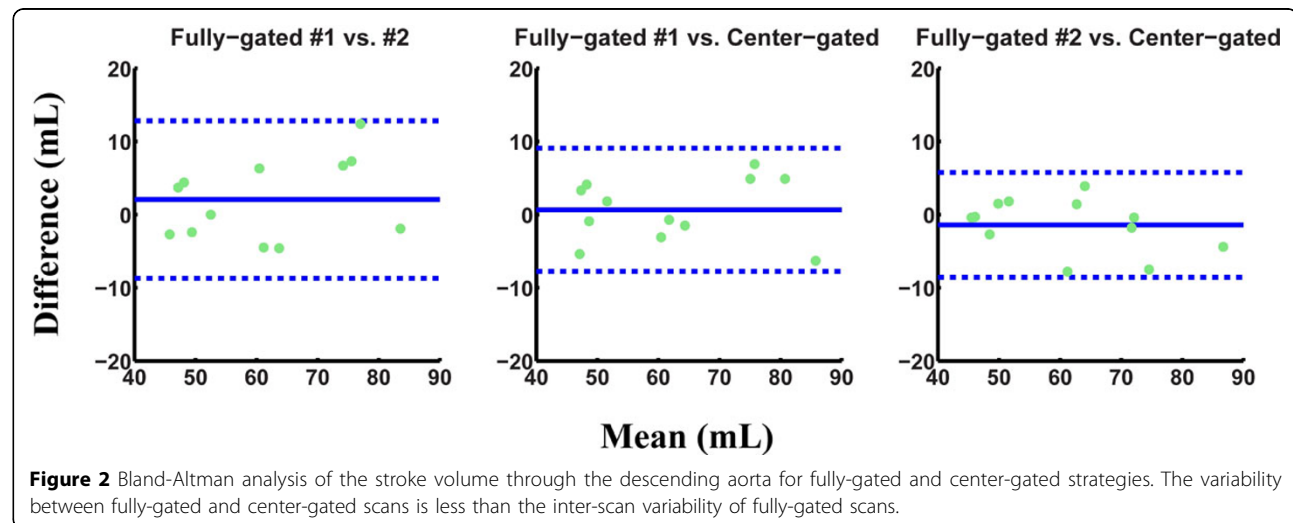 Fully−gated #1 vs. #2
Fully−gated #1 vs. Center−gated
Fully−gated #2 vs. Center−gated
Difference (mL)
20
10
0
−10
−20
40 50 60 70 80 90
20
10
0
−10
−20
40 50 60 70 80 90
20
10
0
−10
−20
40 50 60 70 80 90
Mean (mL)
Figure 2 Bland-Altman analysis of the stroke volume through the descending aorta for fully-gated and center-gated strategies. The variability
between fully-gated and center-gated scans is less than the inter-scan variability of fully-gated scans.